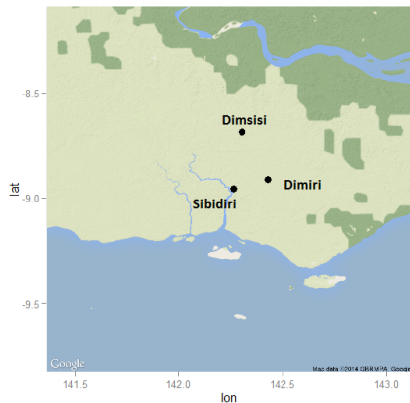 -8.5
Dimsisi
lat
-9.0
Dimiri
Sibidiri
-9.5
Google
Map data ©2014 GBRMPA, Google
141.5
142.0
142.5
143.0
lon